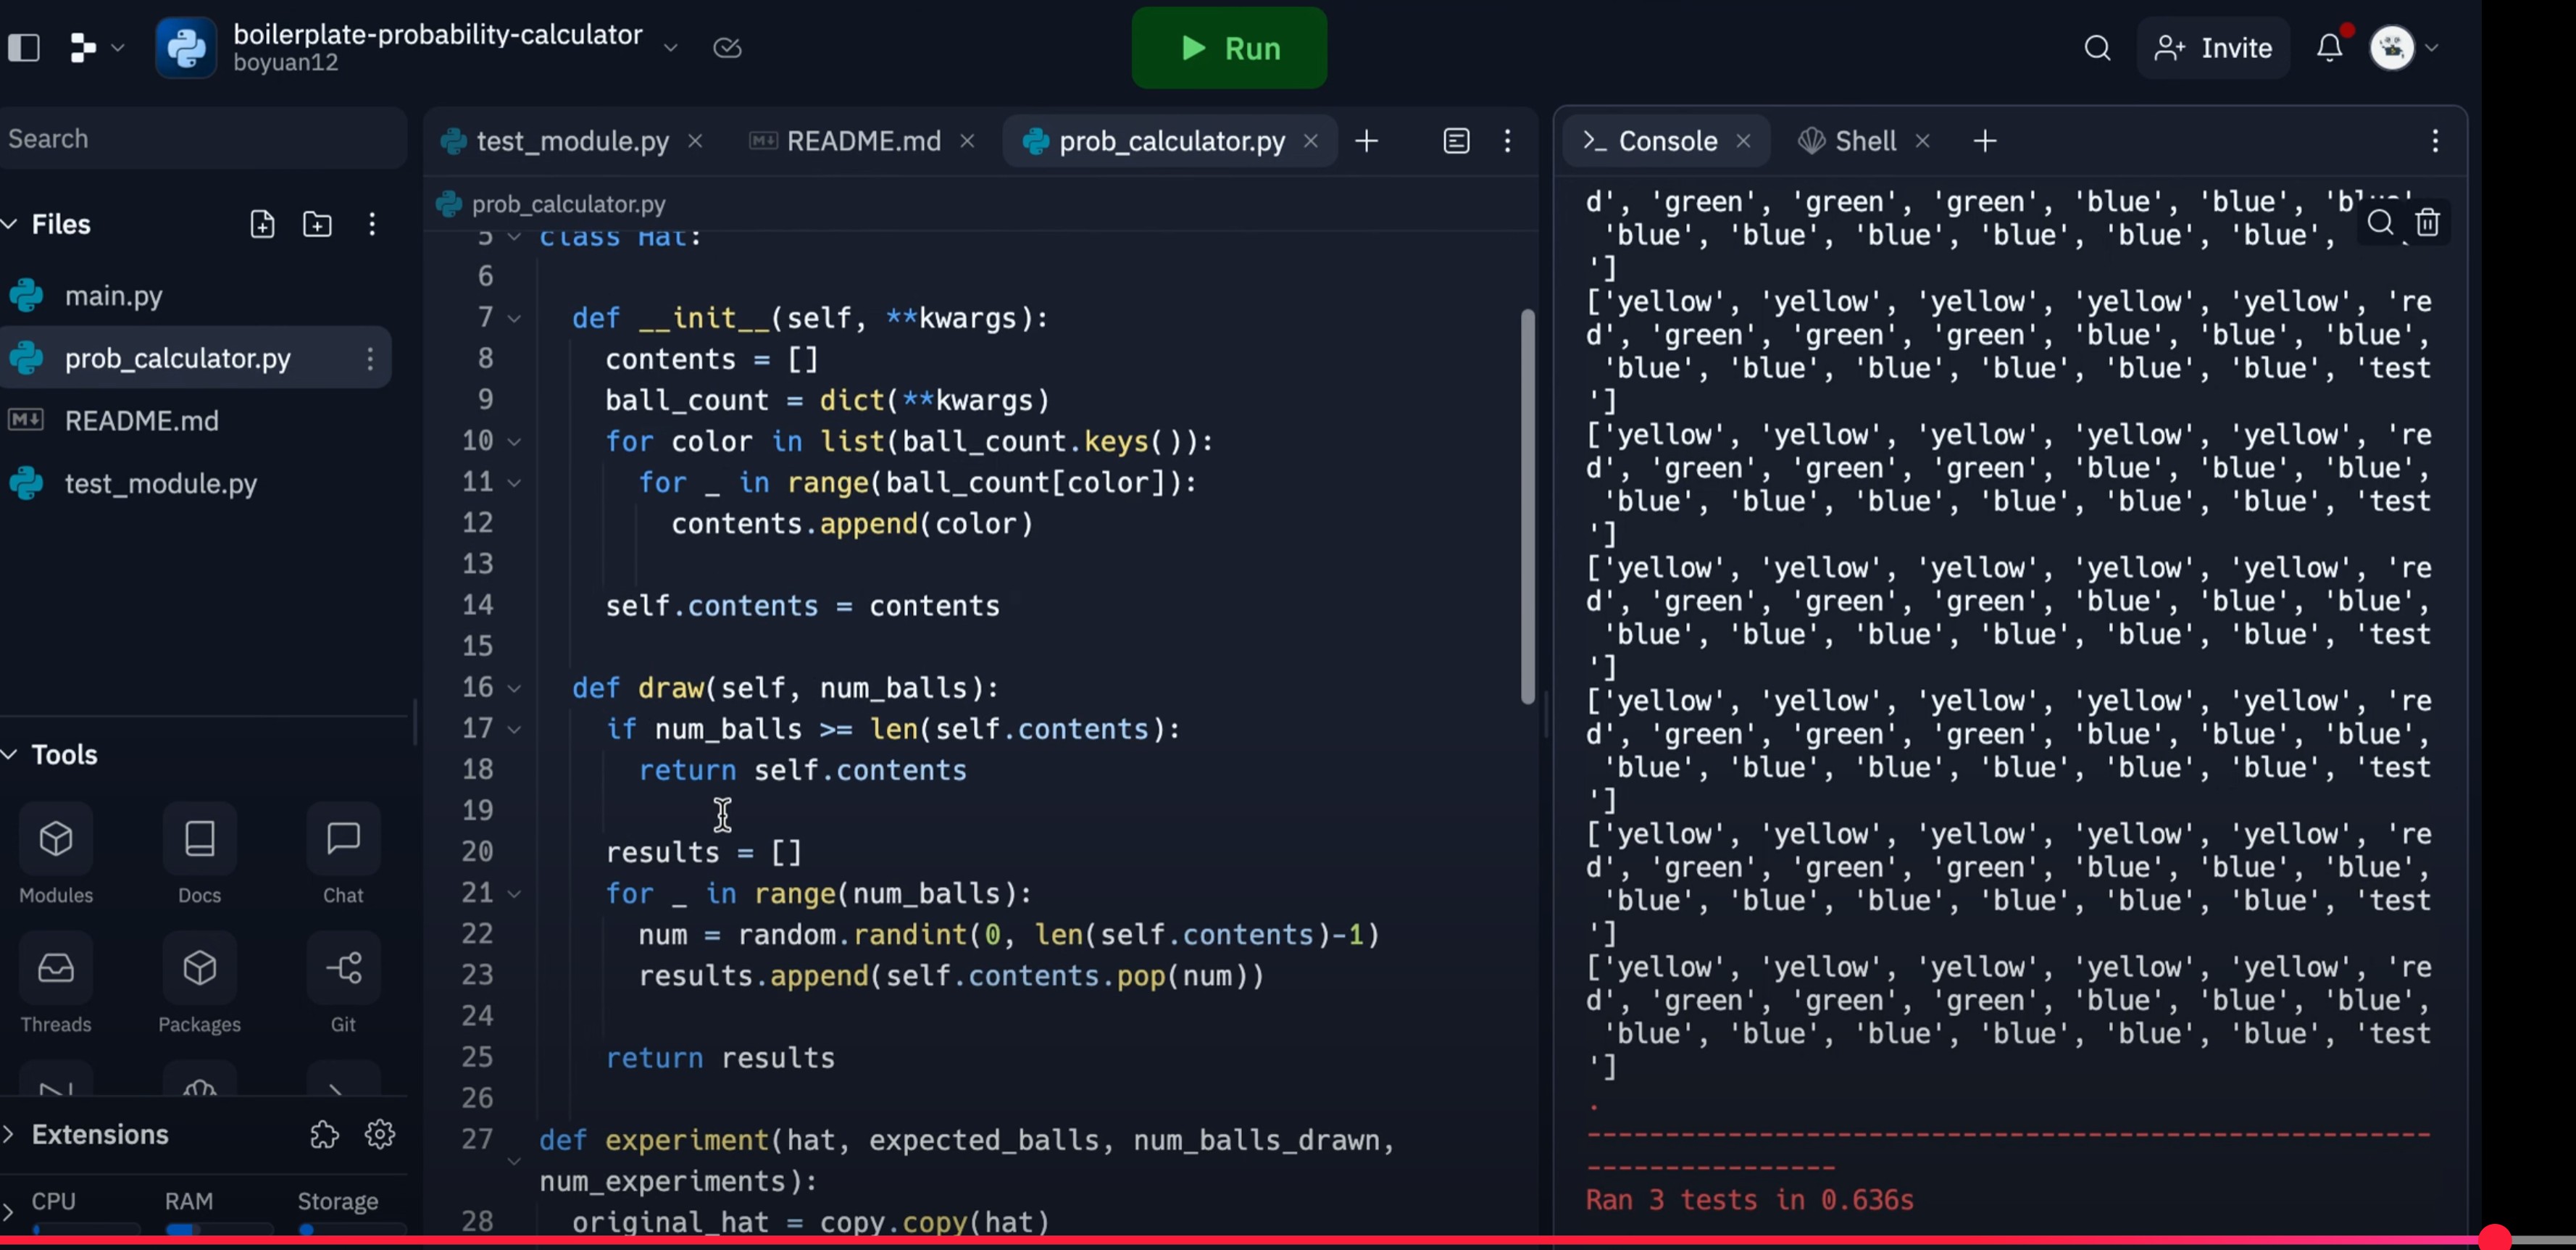 boilerplate-probability-calculator
boyuan12
Run
Invite
Search
Files
main.py
prob_calculator.py
README.md
test_module.py
Tools
Modules
Docs
Chat
Threads
Packages
Git
Extensions
CPU
RAM
Storage
test_module.py
README.md
prob_calculator.py
prob_calculator.py
5 class Hat:
6
7 def __init__(self, **kwargs):
8 contents = []
9 ball_count = dict(**kwargs)
10 for color in list(ball_count.keys()):
11 for _ in range(ball_count[color]):
12 contents.append(color)
13
14 self.contents = contents
15
16 def draw(self, num_balls):
17 if num_balls >= len(self.contents):
18 return self.contents
19
20 results = []
21 for _ in range(num_balls):
22 num = random.randint(0, len(self.contents)-1)
23 results.append(self.contents.pop(num))
24
25 return results
26
27 def experiment(hat, expected_balls, num_balls_drawn,
num_experiments):
28 original_hat = copy.copy(hat)
>_ Console
Shell
d', 'green', 'green', 'green', 'blue', 'blue',
'blue', 'blue', 'blue', 'blue', 'blue', 'blue',
']
['yellow', 'yellow', 'yellow', 'yellow', 'yellow', 're
d', 'green', 'green', 'green', 'blue', 'blue', 'blue',
'blue', 'blue', 'blue', 'blue', 'blue', 'blue', 'test
']
['yellow', 'yellow', 'yellow', 'yellow', 'yellow', 're
d', 'green', 'green', 'green', 'blue', 'blue', 'blue',
'blue', 'blue', 'blue', 'blue', 'blue', 'blue', 'test
']
['yellow', 'yellow', 'yellow', 'yellow', 'yellow', 're
d', 'green', 'green', 'green', 'blue', 'blue', 'blue',
'blue', 'blue', 'blue', 'blue', 'blue', 'blue', 'test
']
['yellow', 'yellow', 'yellow', 'yellow', 'yellow', 're
d', 'green', 'green', 'green', 'blue', 'blue', 'blue',
'blue', 'blue', 'blue', 'blue', 'blue', 'blue', 'test
']
['yellow', 'yellow', 'yellow', 'yellow', 'yellow', 're
d', 'green', 'green', 'green', 'blue', 'blue', 'blue',
'blue', 'blue', 'blue', 'blue', 'blue', 'blue', 'test
']
['yellow', 'yellow', 'yellow', 'yellow', 'yellow', 're
d', 'green', 'green', 'green', 'blue', 'blue', 'blue',
'blue', 'blue', 'blue', 'blue', 'blue', 'blue', 'test
']
.
----------------------------------------------------------------------
Ran 3 tests in 0.636s